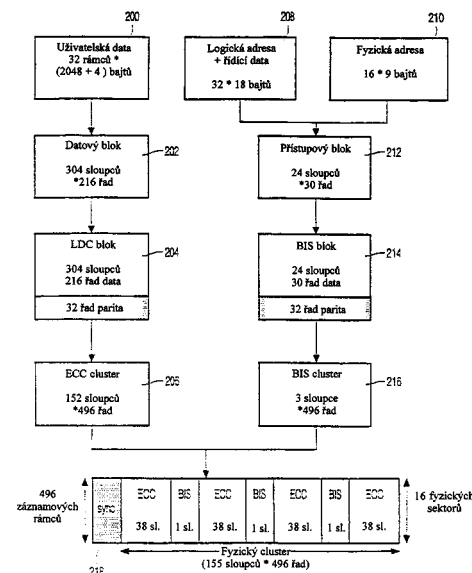 200
208
210
Uživatelská data
32 rámců *
(2048 + 4 ) bajtů
Logická adresa
+ řídící data
32 * 18 bajtů
Fyzická adresa
16 * 9 bajtů
202
212
Datový blok
304 sloupců
*216 řad
Přístupový blok
24 sloupců
*30 řad
204
214
LDC blok
304 sloupců
216 řad data
32 řad parita
BIS blok
24 sloupců
30 řad data
32 řad parita
206
216
ECC cluster
152 sloupců
*496 řad
BIS cluster
3 sloupce
*496 řad
496
záznamových
rámců
sync
ECC BIS ECC BIS ECC BIS ECC
38 sl. 1 sl. 38 sl. 1 sl. 38 sl. 1 sl. 38 sl.
16 fyzických
sektorů
218
Fyzický cluster
(155 sloupců * 496 řad)